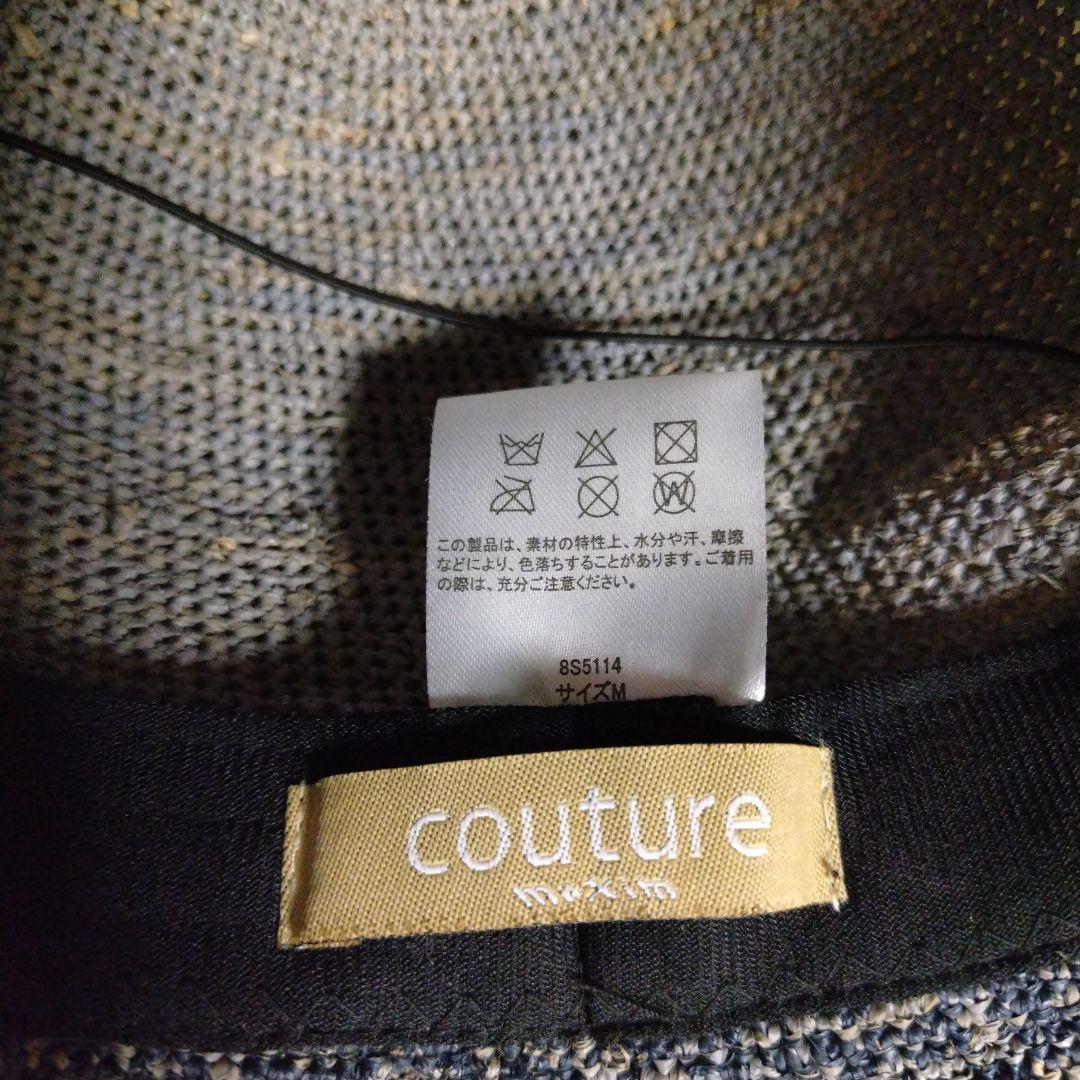 この製品は、素材の特性上、水分や汗、摩擦
などにより、色落ちすることがあります。ご着用
の際は、充分ご注意ください。
8S5114
サイズM
couture
maxim